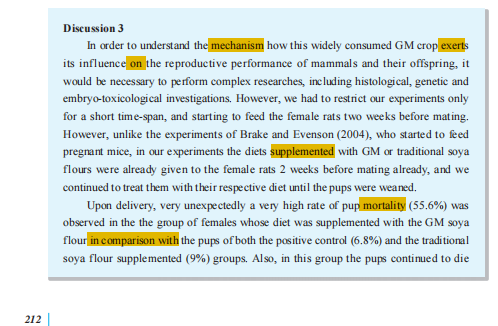 Discussion 3
In order to understand the mechanism how this widely consumed GM crop exerts
its influence on the reproductive performance of mammals and their offspring, it
would be necessary to perform complex researches, including histological, genetic and
embryo-toxicological investigations. However, we had to restrict our experiments only
for a short time-span, and starting to feed the female rats two weeks before mating.
However, unlike the experiments of Brake and Evenson (2004), who started to feed
pregnant mice, in our experiments the diets supplemented with GM or traditional soya
flours were already given to the female rats 2 weeks before mating already, and we
continued to treat them with their respective diet until the pups were weaned.
Upon delivery, very unexpectedly a very high rate of pup mortality (55.6%) was
observed in the the group of females whose diet was supplemented with the GM soya
flour in comparison with the pups of both the positive control (6.8%) and the traditional
soya flour supplemented (9%) groups. Also, in this group the pups continued to die
212